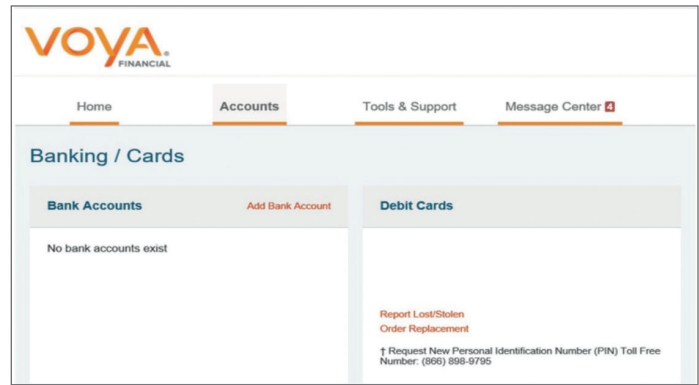 VOYA.
FINANCIAL
Home Accounts Tools & Support Message Center 4
Banking / Cards
Bank Accounts Add Bank Account
No bank accounts exist
Debit Cards
Report Lost/Stolen
Order Replacement
† Request New Personal Identification Number (PIN) Toll Free
Number: (866) 898-9795